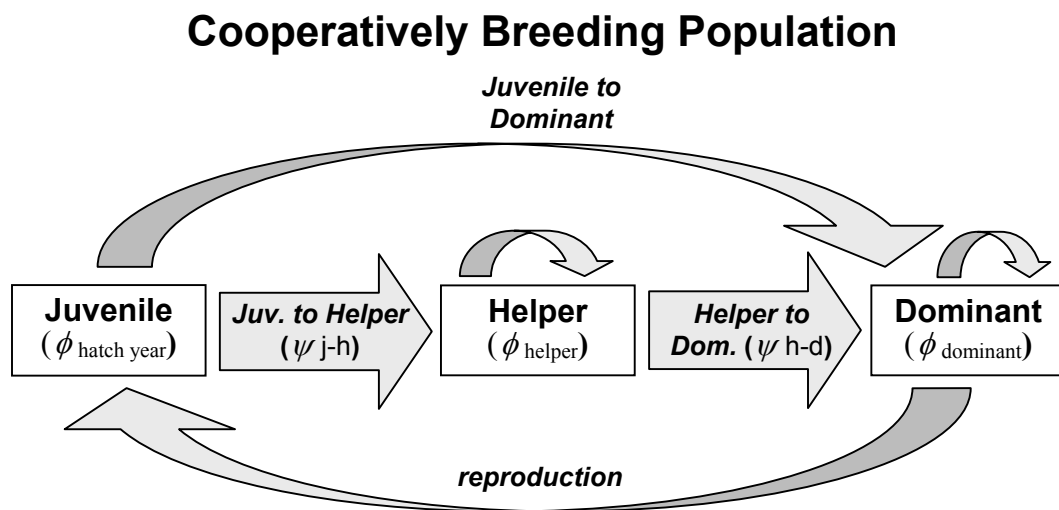 Cooperatively Breeding Population
Juvenile to
Dominant
Juvenile
(ϕ hatch year)
Juv. to Helper
(ψ j-h)
Helper
(ϕ helper)
Helper to
Dom. (ψ h-d)
Dominant
(ϕ dominant)
reproduction